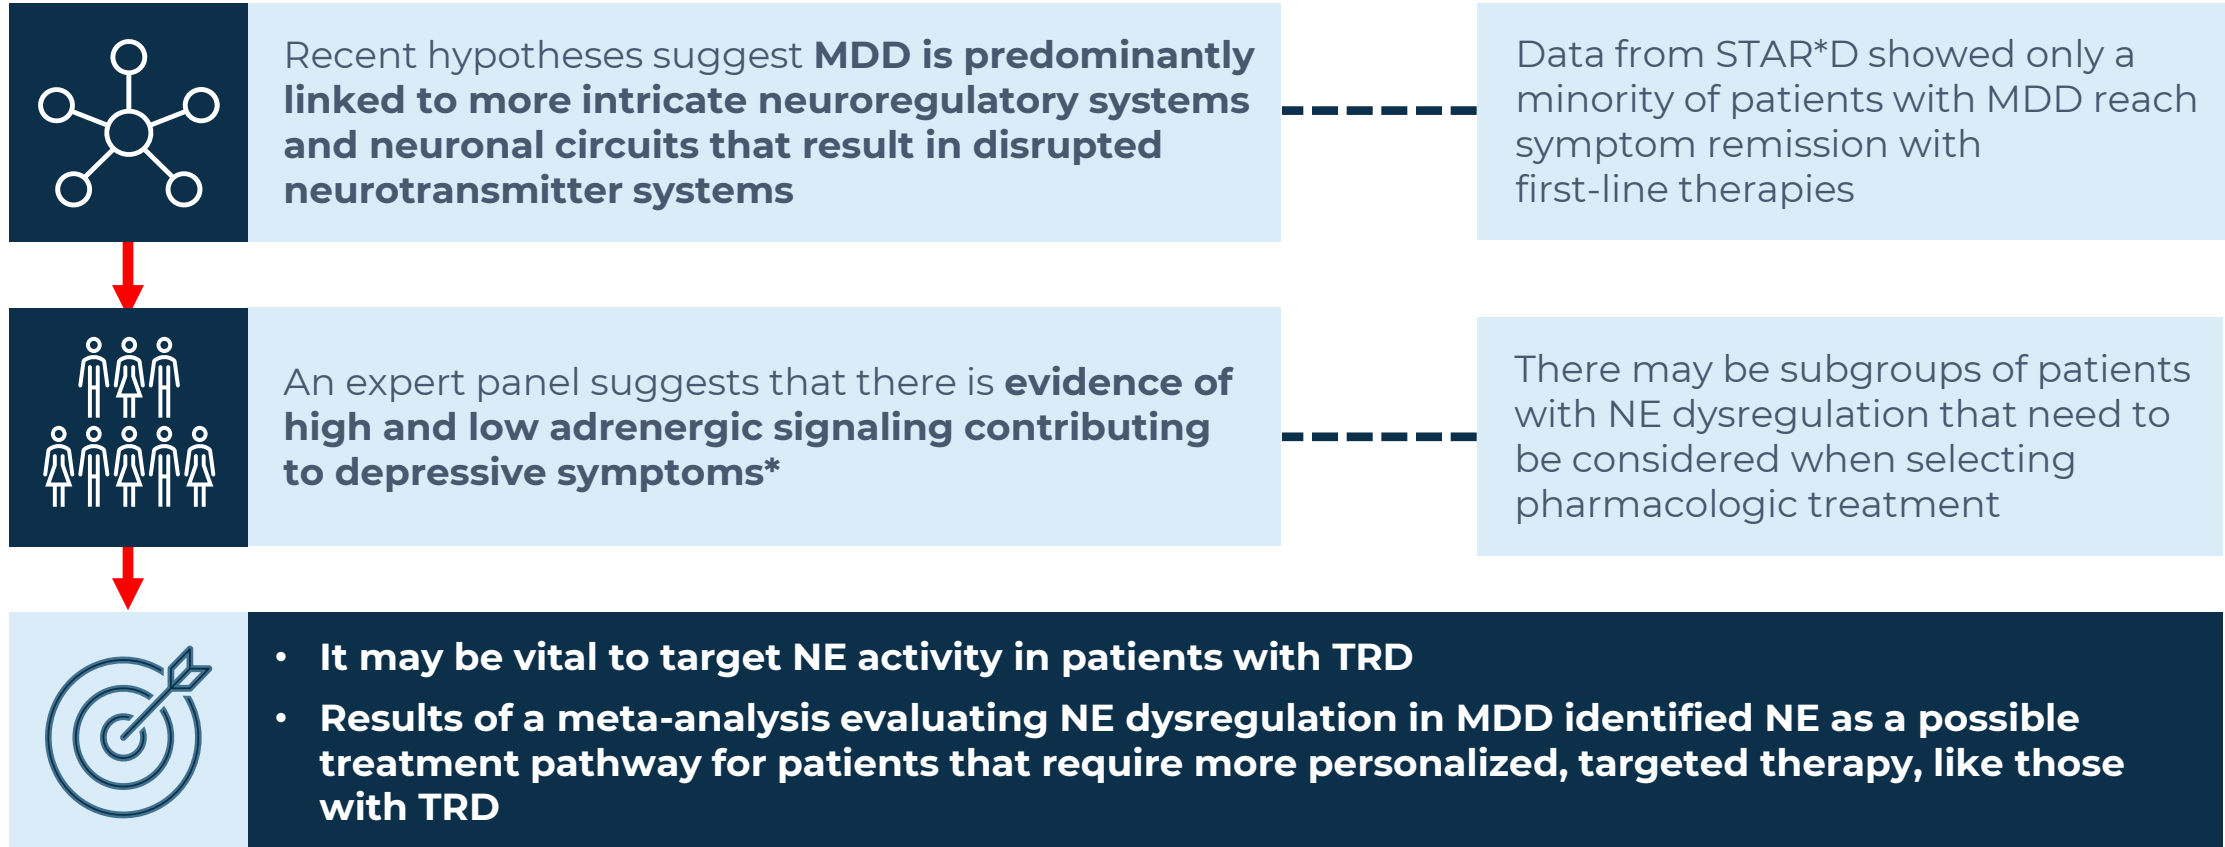 Recent hypotheses suggest MDD is predominantly
linked to more intricate neuroregulatory systems
and neuronal circuits that result in disrupted
neurotransmitter systems
Data from STAR*D showed only a
minority of patients with MDD reach
symptom remission with
first-line therapies
An expert panel suggests that there is evidence of
high and low adrenergic signaling contributing
to depressive symptoms*
There may be subgroups of patients
with NE dysregulation that need to
be considered when selecting
pharmacologic treatment
• It may be vital to target NE activity in patients with TRD
• Results of a meta-analysis evaluating NE dysregulation in MDD identified NE as a possible
treatment pathway for patients that require more personalized, targeted therapy, like those
with TRD